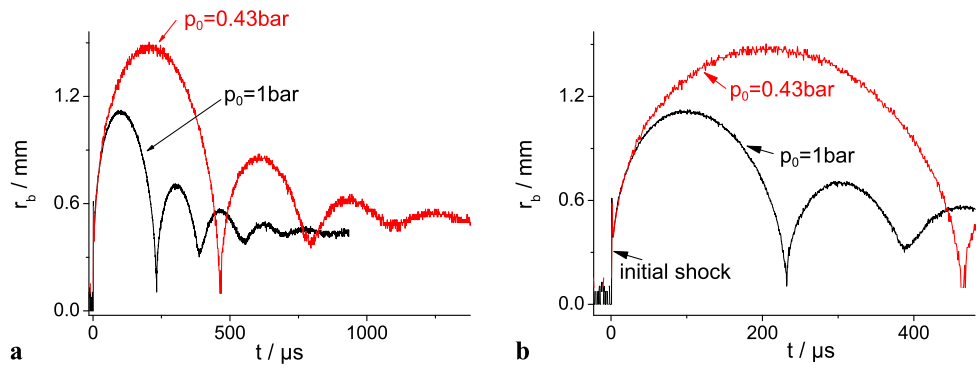 p₀=0.43bar
p₀=1bar
1.2
0.6
0.0
r_b / mm
0
500
1000
t / µs
a
p₀=0.43bar
p₀=1bar
initial shock
1.2
0.6
0.0
r_b / mm
0
200
400
t / µs
b